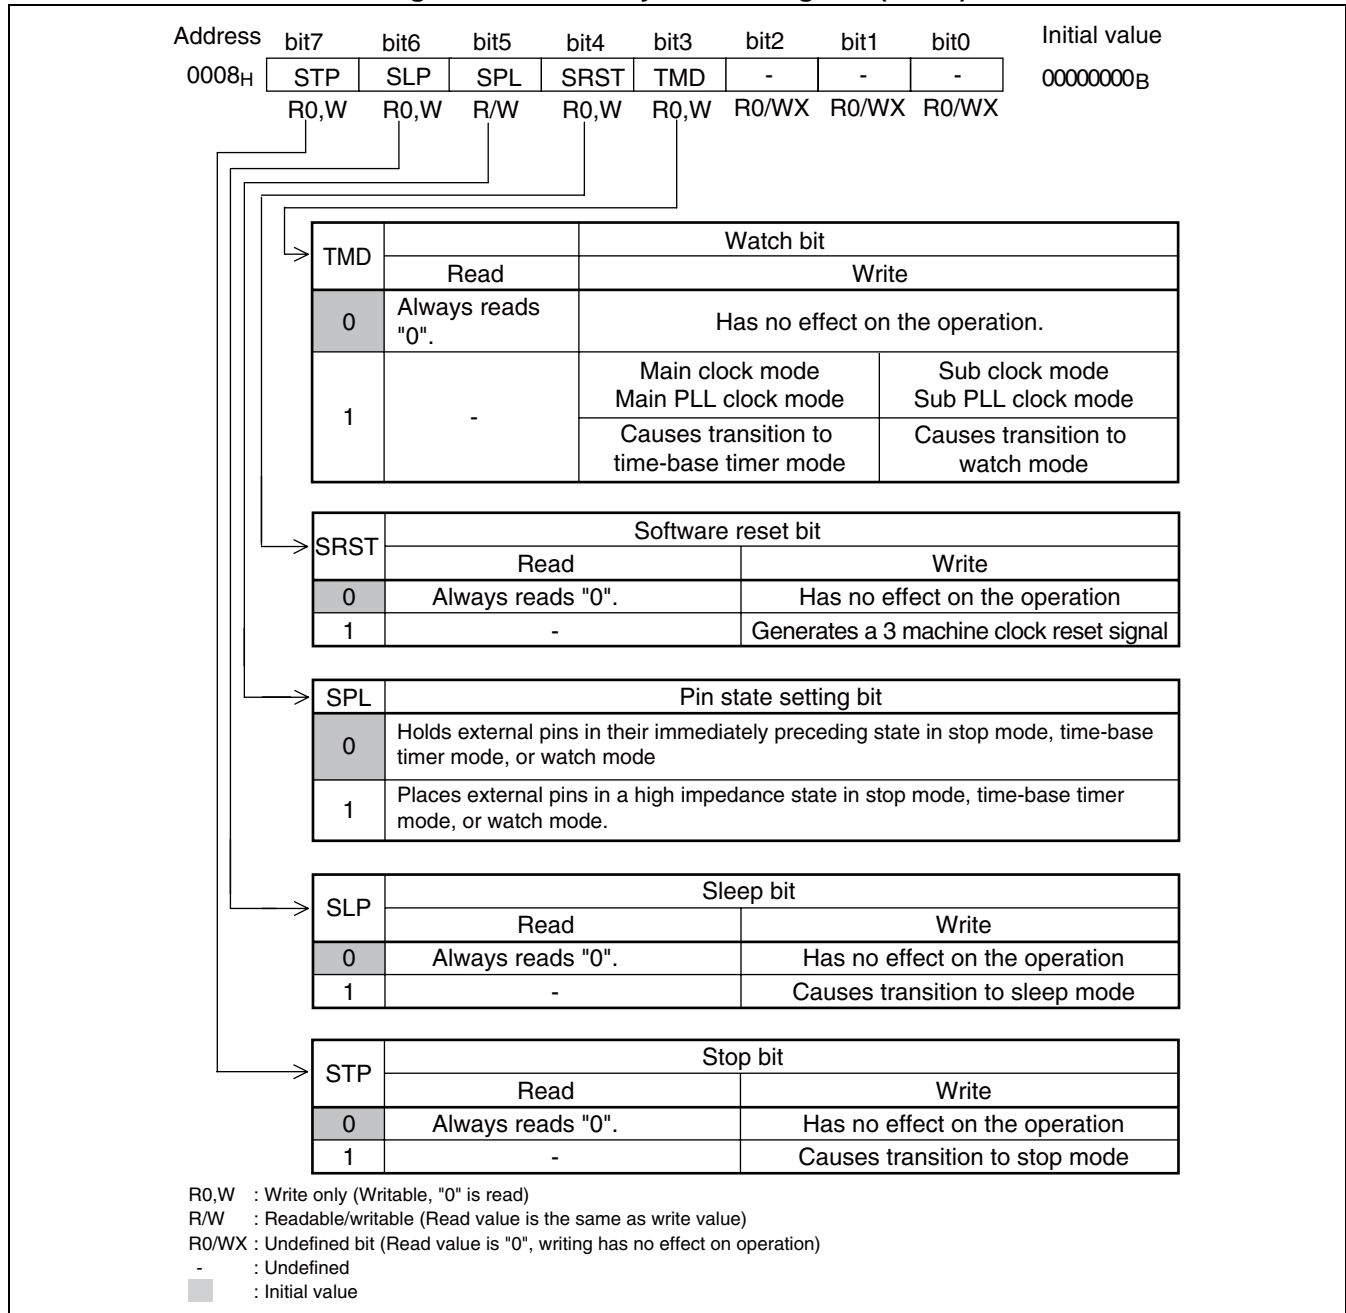 Address bit7 bit6 bit5 bit4 bit3 bit2 bit1 bit0 Initial value
0008H STP SLP SPL SRST TMD - - - 00000000B
R0,W R0,W R/W R0,W R0,W R0/WX R0/WX R0/WX
TMD Watch bit
Read Write
0 Always reads "0". Has no effect on the operation.
1 - Main clock mode Main PLL clock mode Sub clock mode Sub PLL clock mode
Causes transition to time-base timer mode Causes transition to watch mode
SRST Software reset bit
Read Write
0 Always reads "0". Has no effect on the operation
1 - Generates a 3 machine clock reset signal
SPL Pin state setting bit
0 Holds external pins in their immediately preceding state in stop mode, time-base
timer mode, or watch mode
1 Places external pins in a high impedance state in stop mode, time-base timer
mode, or watch mode.
SLP Sleep bit
Read Write
0 Always reads "0". Has no effect on the operation
1 - Causes transition to sleep mode
STP Stop bit
Read Write
0 Always reads "0". Has no effect on the operation
1 - Causes transition to stop mode
R0,W : Write only (Writable, "0" is read)
R/W : Readable/writable (Read value is the same as write value)
R0/WX : Undefined bit (Read value is "0", writing has no effect on operation)
- : Undefined
: Initial value